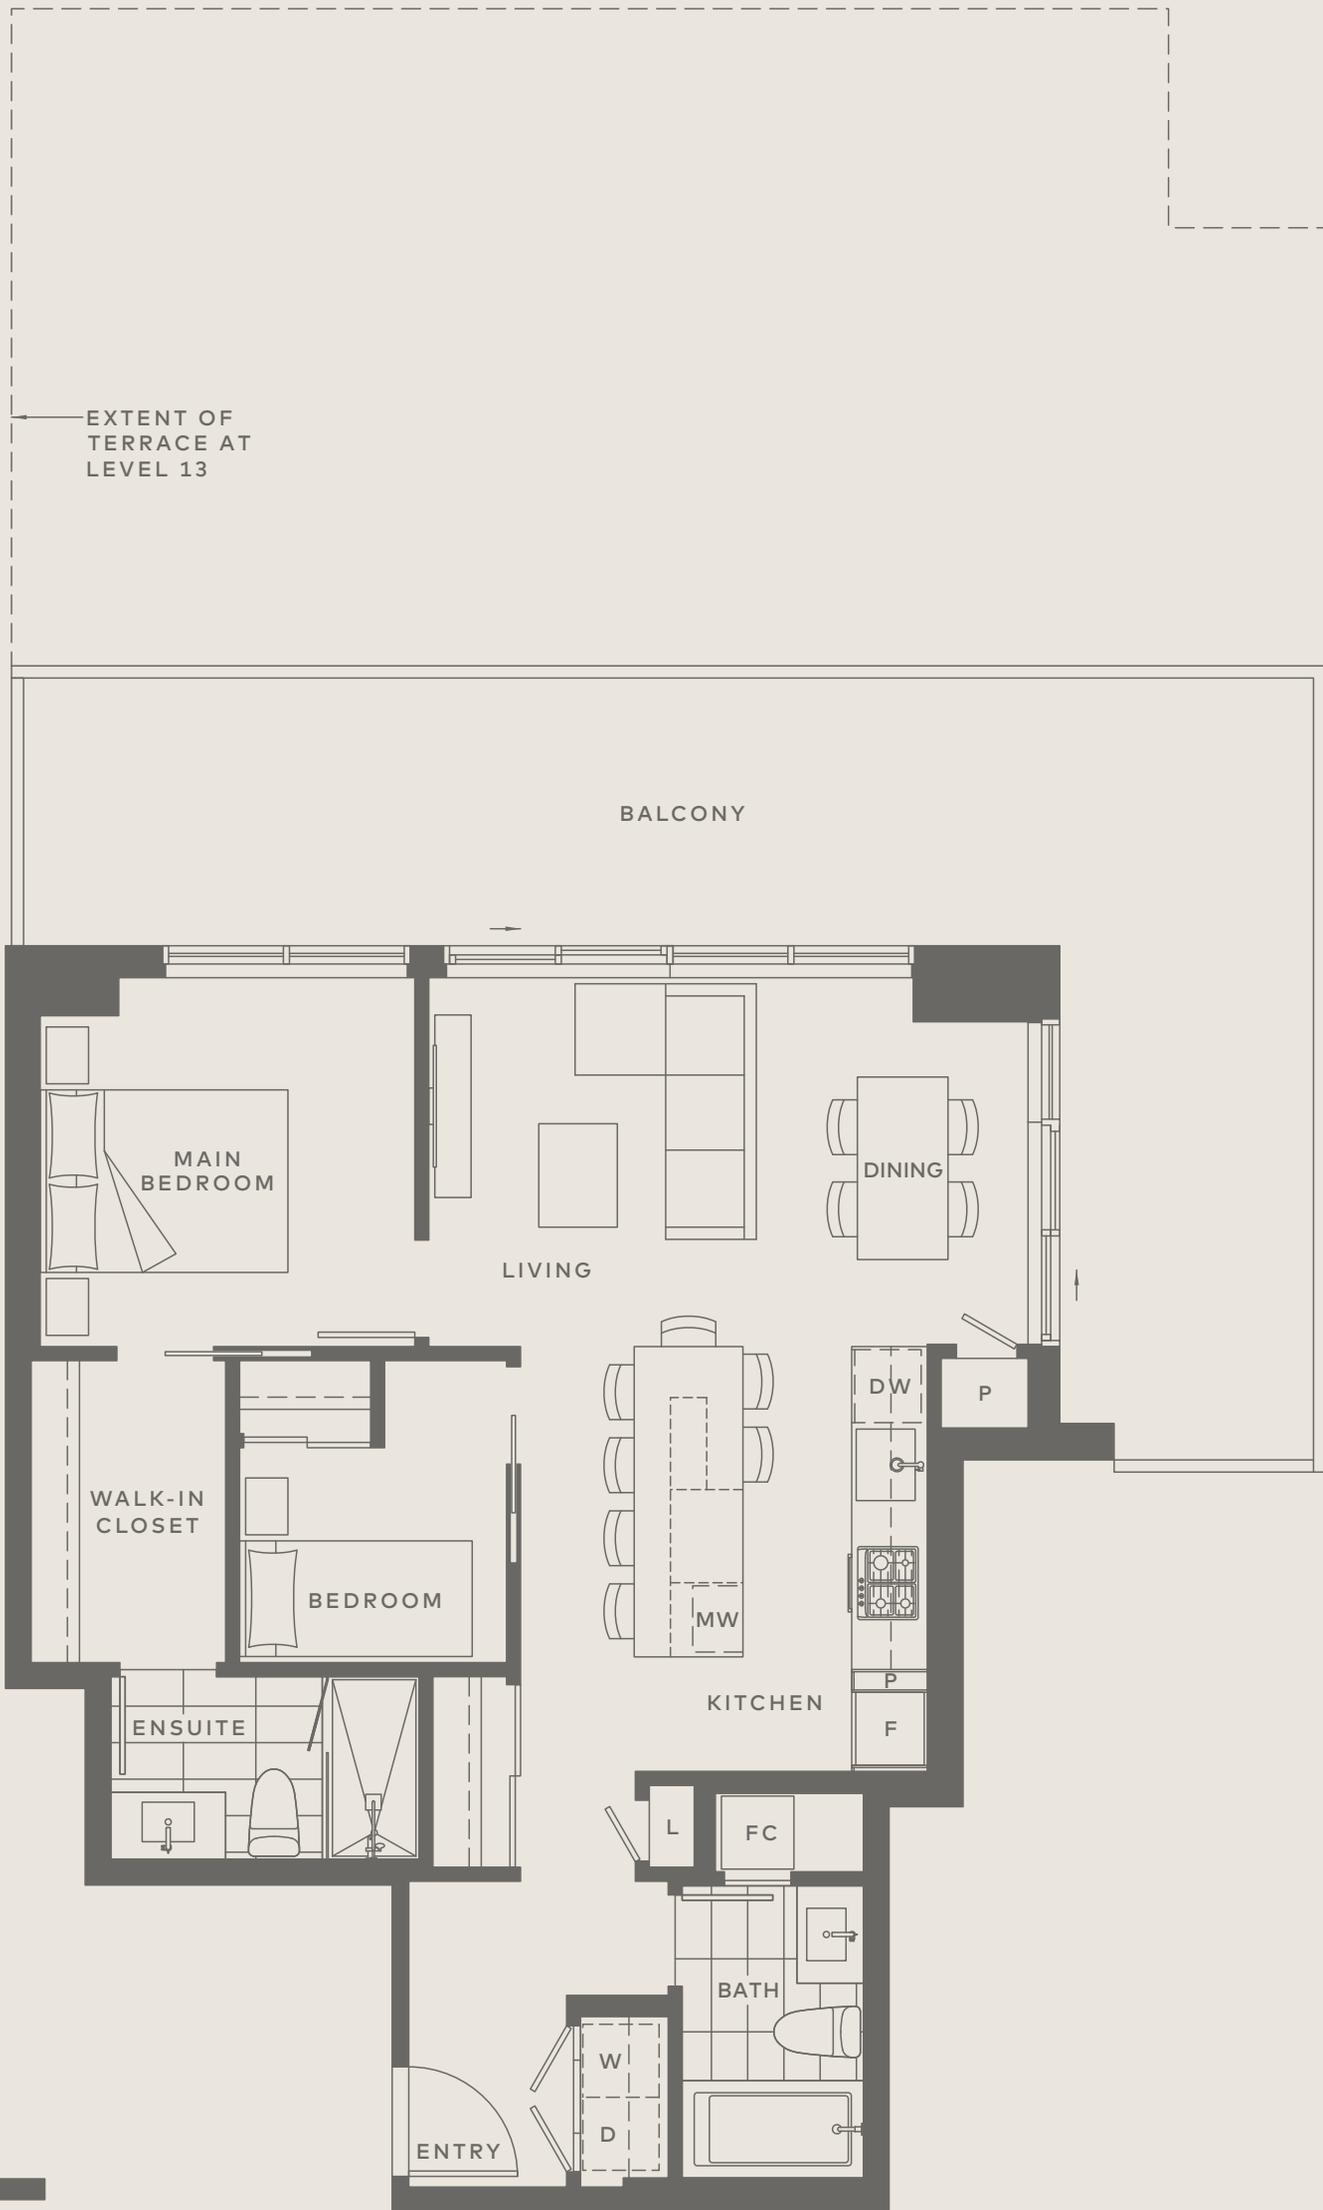 EXTENT OF
TERRACE AT
LEVEL 13
BALCONY
MAIN
BEDROOM
DINING
LIVING
DW
P
WALK-IN
CLOSET
BEDROOM
MW
P
KITCHEN
F
ENSUITE
L
FC
BATH
W
D
ENTRY